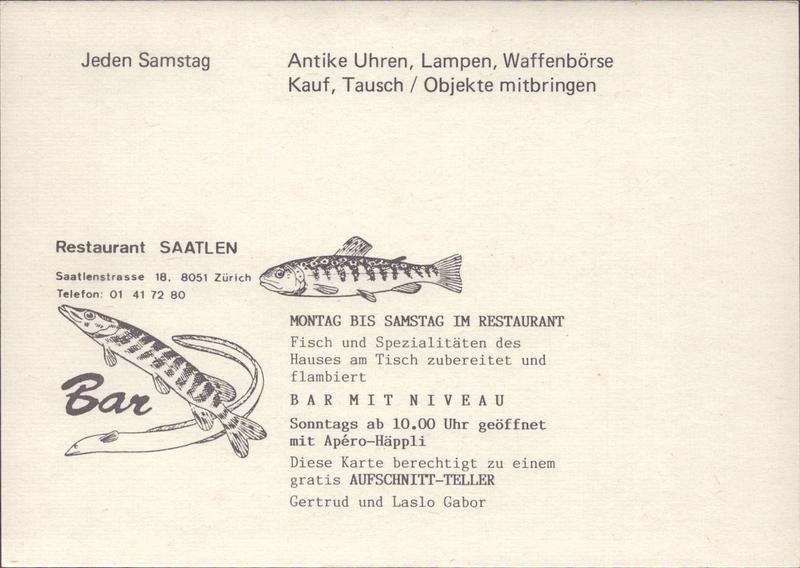 Jeden Samstag
Antike Uhren, Lampen, Waffenbörse
Kauf, Tausch / Objekte mitbringen
Restaurant SAATLEN
Saatlenstrasse 18, 8051 Zürich
Telefon: 01 41 72 80
Bar
MONTAG BIS SAMSTAG IM RESTAURANT
Fisch und Spezialitäten des
Hauses am Tisch zubereitet und
flambiert
BAR MIT NIVEAU
Sonntags ab 10.00 Uhr geöffnet
mit Apéro-Häppli
Diese Karte berechtigt zu einem
gratis AUFSCHNITT-TELLER
Gertrud und Laslo Gabor